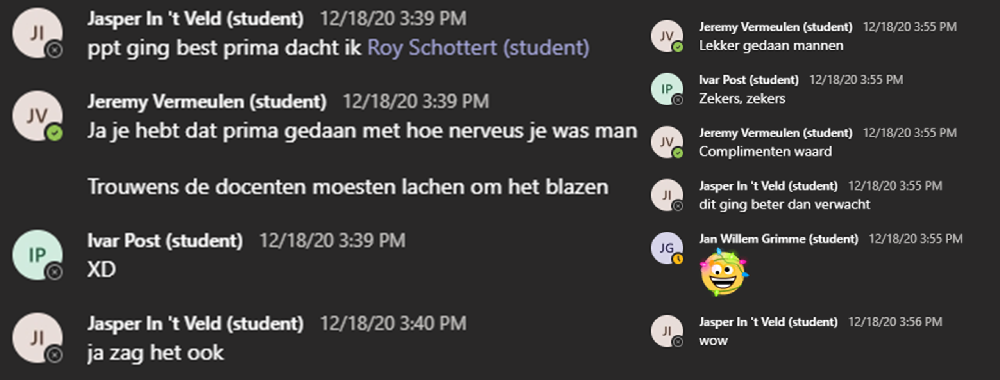 JI
Jasper In 't Veld (student) 12/18/20 3:39 PM
ppt ging best prima dacht ik Roy Schottert (student)
JV
Jeremy Vermeulen (student) 12/18/20 3:39 PM
Ja je hebt dat prima gedaan met hoe nerveus je was man
Trouwens de docenten moesten lachen om het blazen
IP
Ivar Post (student) 12/18/20 3:39 PM
XD
JI
Jasper In 't Veld (student) 12/18/20 3:40 PM
ja zag het ook
JV
Jeremy Vermeulen (student) 12/18/20 3:55 PM
Lekker gedaan mannen
IP
Ivar Post (student) 12/18/20 3:55 PM
Zekers, zekers
JV
Jeremy Vermeulen (student) 12/18/20 3:55 PM
Complimenten waard
JI
Jasper In 't Veld (student) 12/18/20 3:55 PM
dit ging beter dan verwacht
JG
Jan Willem Grimme (student) 12/18/20 3:55 PM
JI
Jasper In 't Veld (student) 12/18/20 3:56 PM
wow